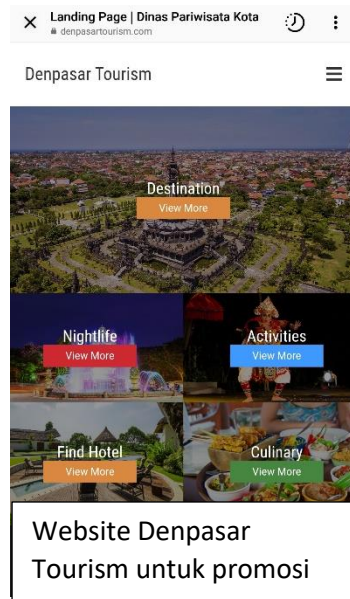 Landing Page | Dinas Pariwisata Kota
denpasartourism.com
Denpasar Tourism
Destination
View More
Nightlife
View More
Activities
View More
Find Hotel
View More
Culinary
View More
Website Denpasar
Tourism untuk promosi